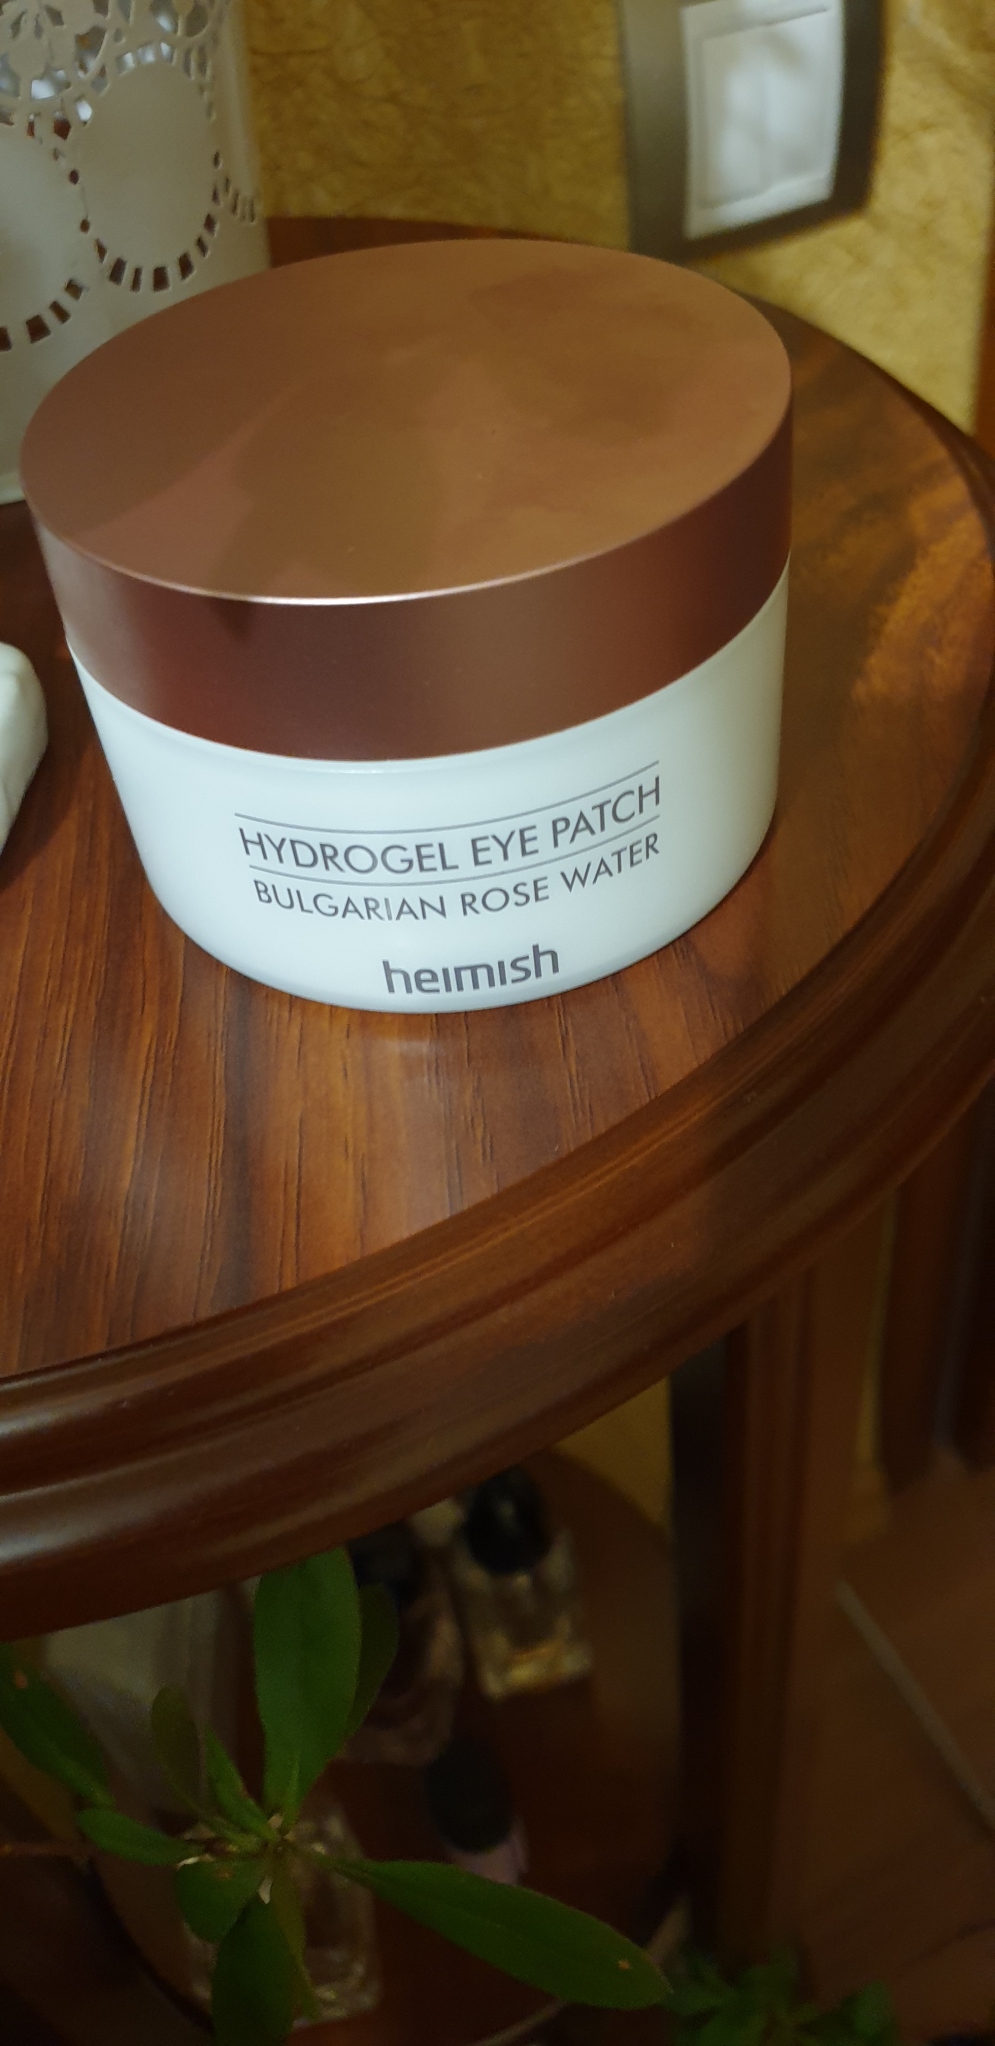 HYDROGEL EYE PATCH
BULGARIAN ROSE WATER
heimish